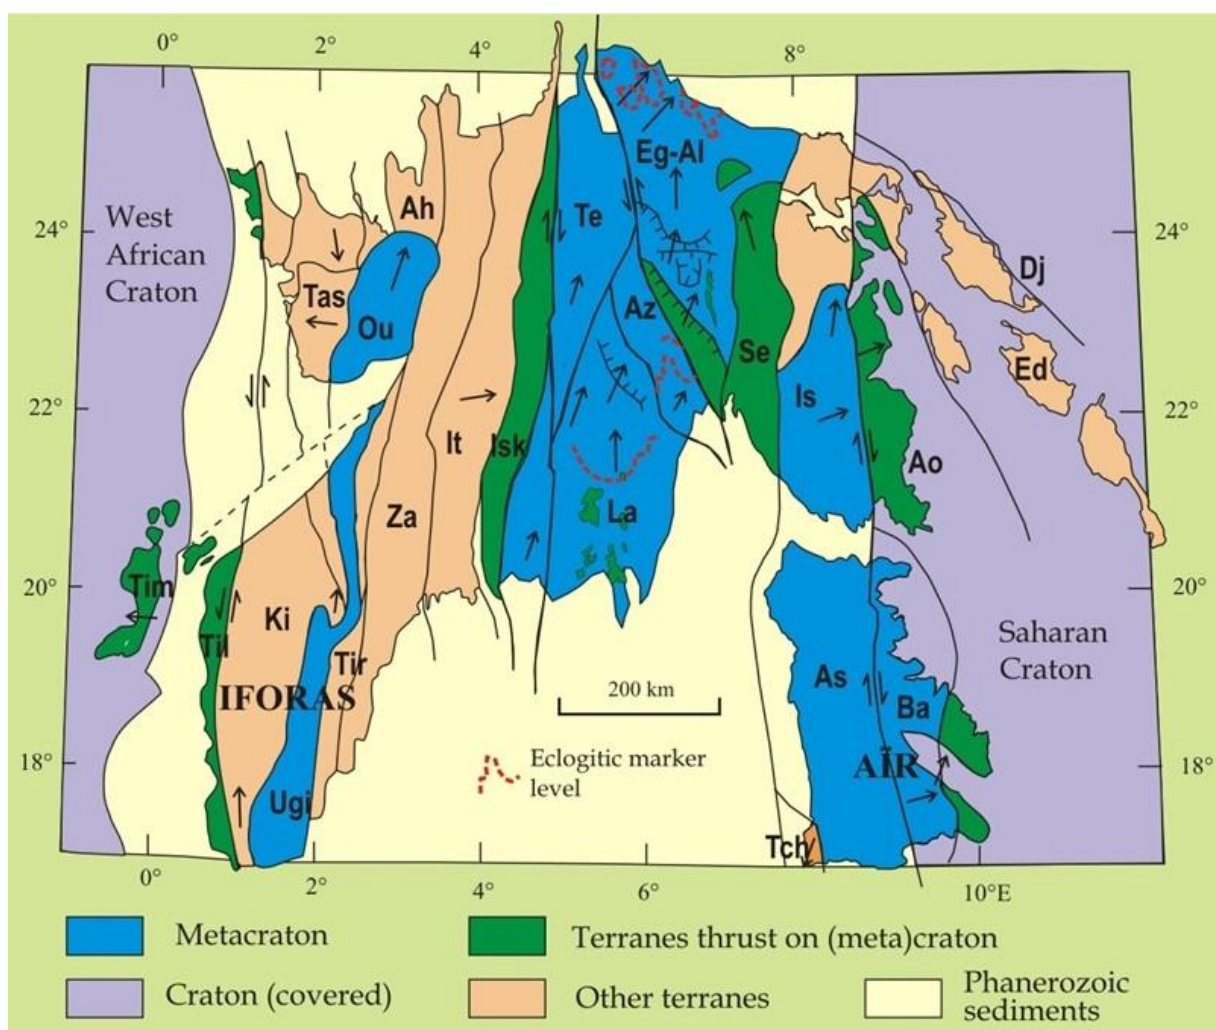 0°
2°
4°
8°
West
African
Craton
24°
22°
20°
18°
24°
22°
20°
18°
Ah
Tas
Ou
Te
Eg-Al
Az
Se
Is
Dj
Ed
Ao
It
Isk
Za
La
Tim
Til
Ki
Tir
IFORAS
Ugi
Saharan
Craton
As
Ba
AÏR
Tch
200 km
Eclogitic marker
level
0°
2°
4°
6°
10°E
Metacraton
Terranes thrust on (meta)craton
Craton (covered)
Other terranes
Phanerozoic
sediments